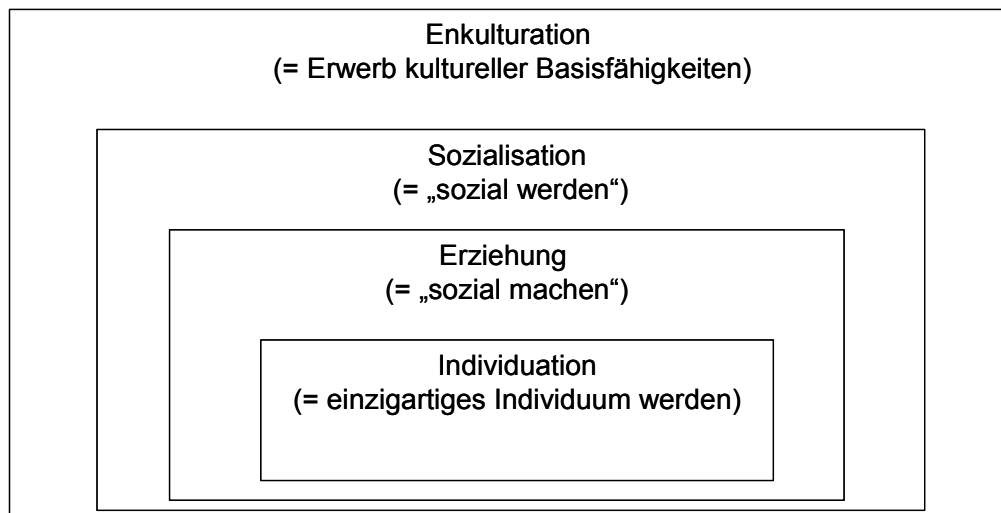 Enkulturation
(= Erwerb kultureller Basisfähigkeiten)
Sozialisation
(= „sozial werden“)
Erziehung
(= „sozial machen“)
Individuation
(= einzigartiges Individuum werden)